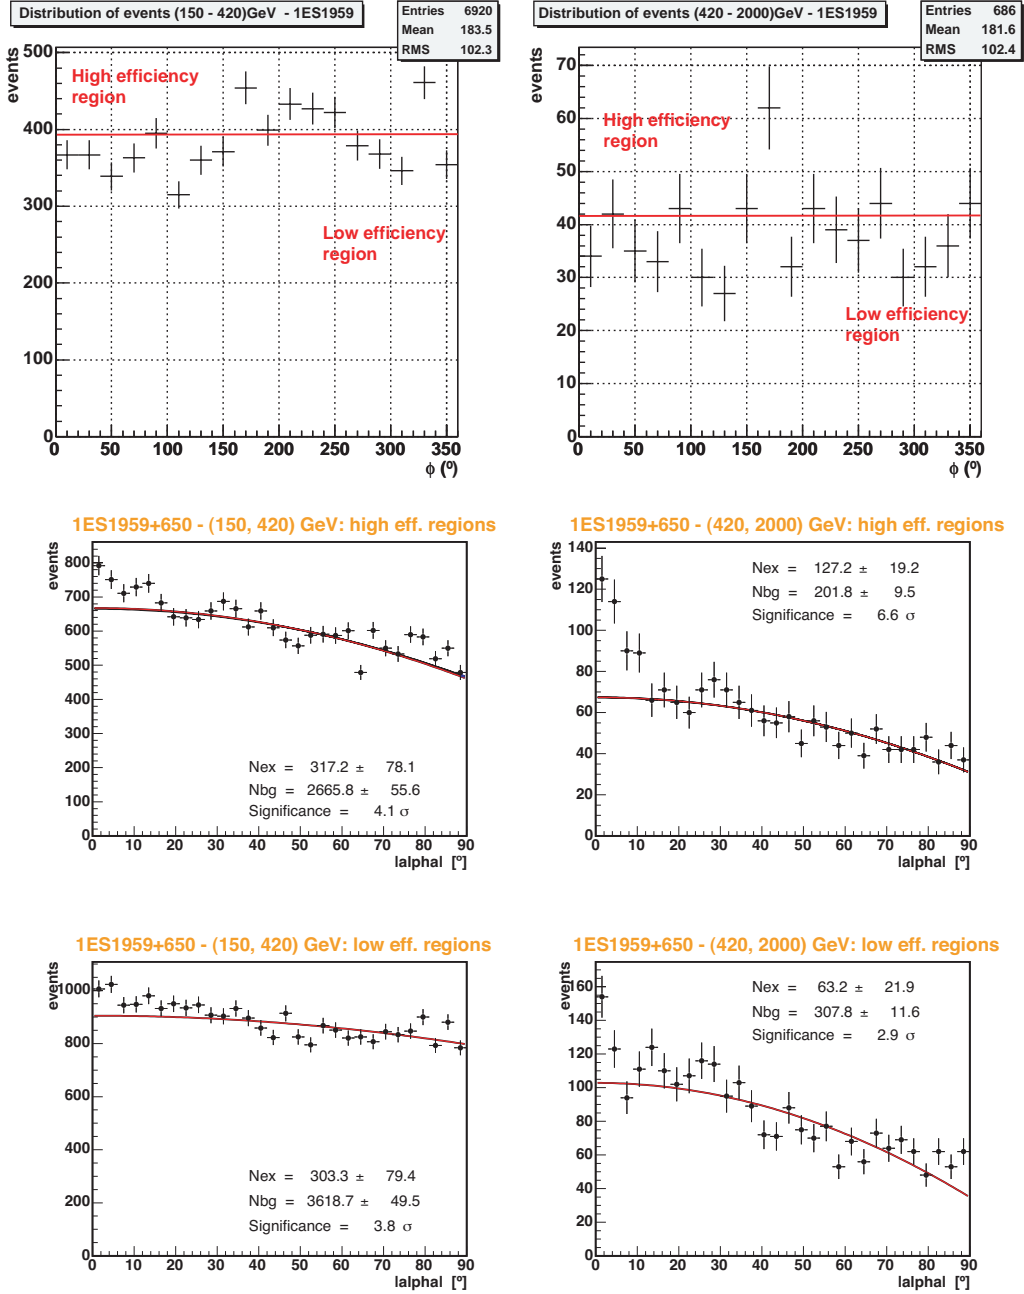 Distribution of events (150 - 420)GeV - 1ES1959
Entries 6920
Mean 183.5
RMS 102.3
events
500
400
300
200
100
0
High efficiency
region
Low efficiency
region
0 50 100 150 200 250 300 350
ϕ (º)
Distribution of events (420 - 2000)GeV - 1ES1959
Entries 686
Mean 181.6
RMS 102.4
events
70
60
50
40
30
20
10
0
High efficiency
region
Low efficiency
region
0 50 100 150 200 250 300 350
ϕ (º)
1ES1959+650 - (150, 420) GeV: high eff. regions
events
800
700
600
500
400
300
200
100
0
Nex = 317.2 ± 78.1
Nbg = 2665.8 ± 55.6
Significance = 4.1 σ
0 10 20 30 40 50 60 70 80 90
lalphal [º]
1ES1959+650 - (420, 2000) GeV: high eff. regions
events
140
120
100
80
60
40
20
0
Nex = 127.2 ± 19.2
Nbg = 201.8 ± 9.5
Significance = 6.6 σ
0 10 20 30 40 50 60 70 80 90
lalphal [º]
1ES1959+650 - (150, 420) GeV: low eff. regions
events
1000
800
600
400
200
0
Nex = 303.3 ± 79.4
Nbg = 3618.7 ± 49.5
Significance = 3.8 σ
0 10 20 30 40 50 60 70 80 90
lalphal [º]
1ES1959+650 - (420, 2000) GeV: low eff. regions
events
160
140
120
100
80
60
40
20
0
Nex = 63.2 ± 21.9
Nbg = 307.8 ± 11.6
Significance = 2.9 σ
0 10 20 30 40 50 60 70 80 90
lalphal [º]